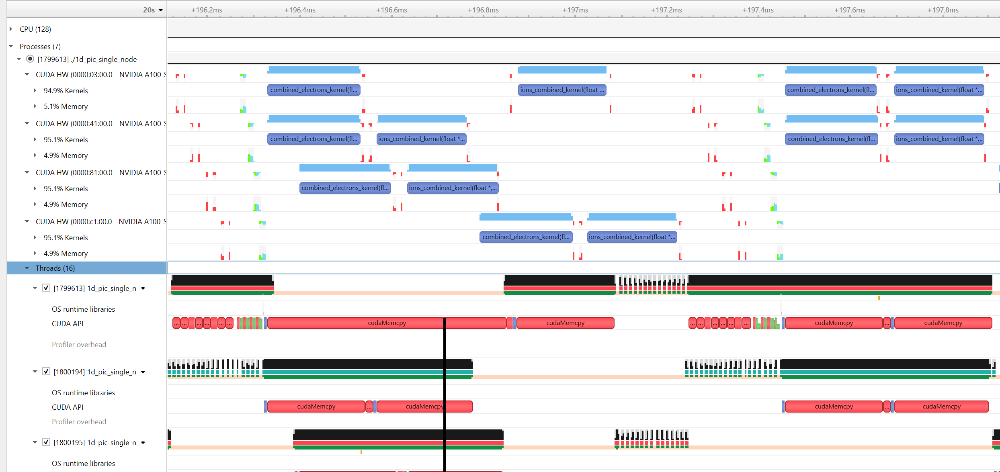 20s +196.2ms +196.4ms +196.6ms +196.8ms +197ms +197.2ms +197.4ms +197.6ms +197.8ms
CPU (128)
Processes (7)
[1799613] ./1d_pic_single_node
CUDA HW (0000:03:00.0 - NVIDIA A100-S
94.9% Kernels combined_electrons_kernel(fl... ions_combined_kernel(float ... combined_electrons_kernel(fl... ions_combined_kernel(float *...
5.1% Memory
CUDA HW (0000:41:00.0 - NVIDIA A100-S
95.1% Kernels combined_electrons_kernel(fl... ions_combined_kernel(float *... combined_electrons_kernel(fl... ions_combined_kernel(float *...
4.9% Memory
CUDA HW (0000:81:00.0 - NVIDIA A100-S
95.1% Kernels combined_electrons_kernel(fl... ions_combined_kernel(float *,...
4.9% Memory
CUDA HW (0000:c1:00.0 - NVIDIA A100-S
95.1% Kernels combined_electrons_kernel(fl... ions_combined_kernel(float *...
4.9% Memory
Threads (16)
[1799613] 1d_pic_single_n
OS runtime libraries
CUDA API ... ... ... ... ... ... cudaMemcpy cudaMemcpy ... ... ... ... ... ... cudaMemcpy ... cudaMemcpy
Profiler overhead
[1800194] 1d_pic_single_n
OS runtime libraries
CUDA API cudaMemcpy ... cudaMemcpy cudaMemcpy ... cudaMemcpy
Profiler overhead
[1800195] 1d_pic_single_n
OS runtime libraries